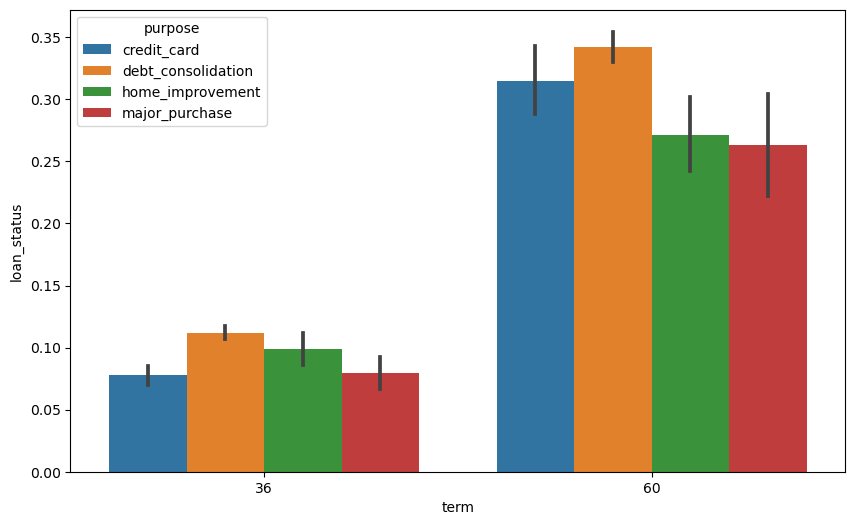 purpose
credit_card
debt_consolidation
home_improvement
major_purchase
loan_status
0.35
0.30
0.25
0.20
0.15
0.10
0.05
0.00
36
60
term